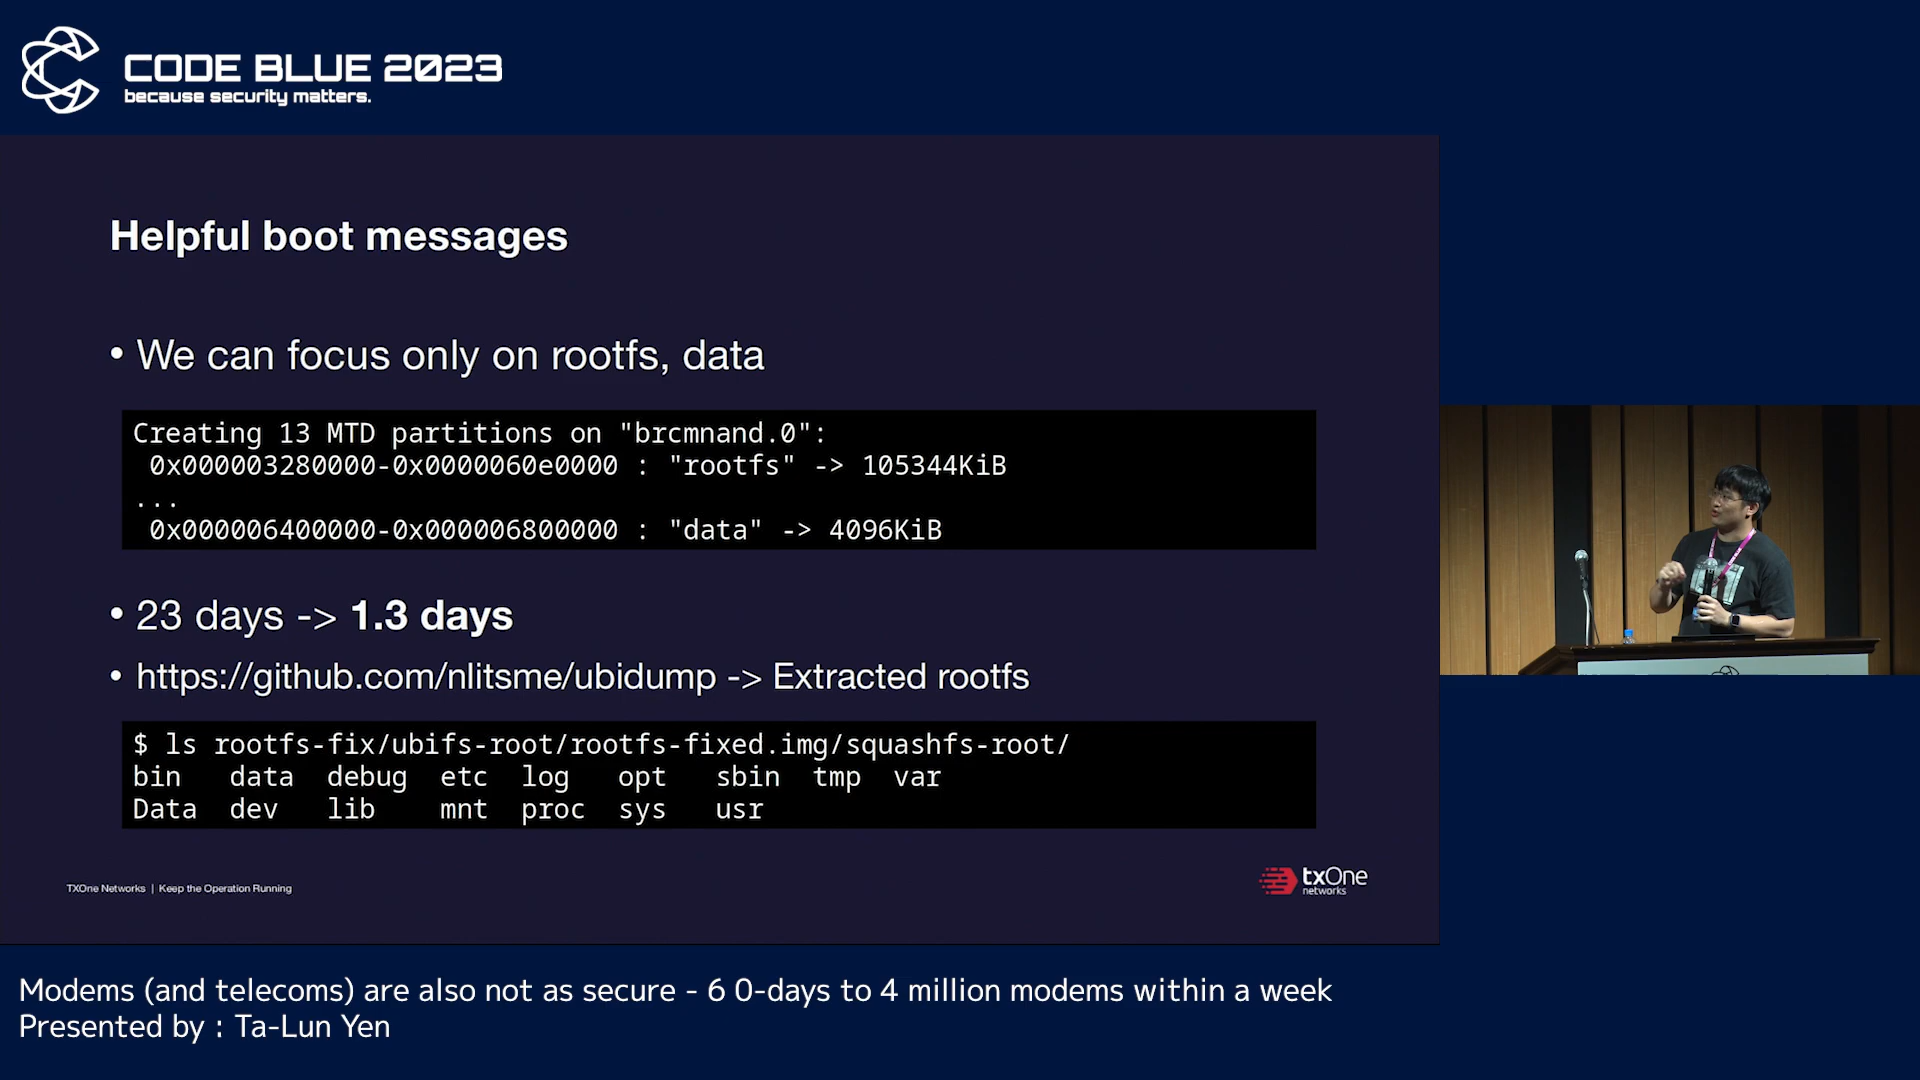 CODE BLUE 2023
because security matters.
Helpful boot messages
• We can focus only on rootfs, data
Creating 13 MTD partitions on "brcmnand.0":
0x000003280000-0x0000060e0000 : "rootfs" -> 105344KiB
...
0x000006400000-0x000006800000 : "data" -> 4096KiB
• 23 days -> 1.3 days
• https://github.com/nlitsme/ubidump -> Extracted rootfs
$ ls rootfs-fix/ubifs-root/rootfs-fixed.img/squashfs-root/
bin data debug etc log opt sbin tmp var
Data dev lib mnt proc sys usr
TXOne Networks | Keep the Operation Running
txOne
networks
Modems (and telecoms) are also not as secure - 6 0-days to 4 million modems within a week
Presented by : Ta-Lun Yen